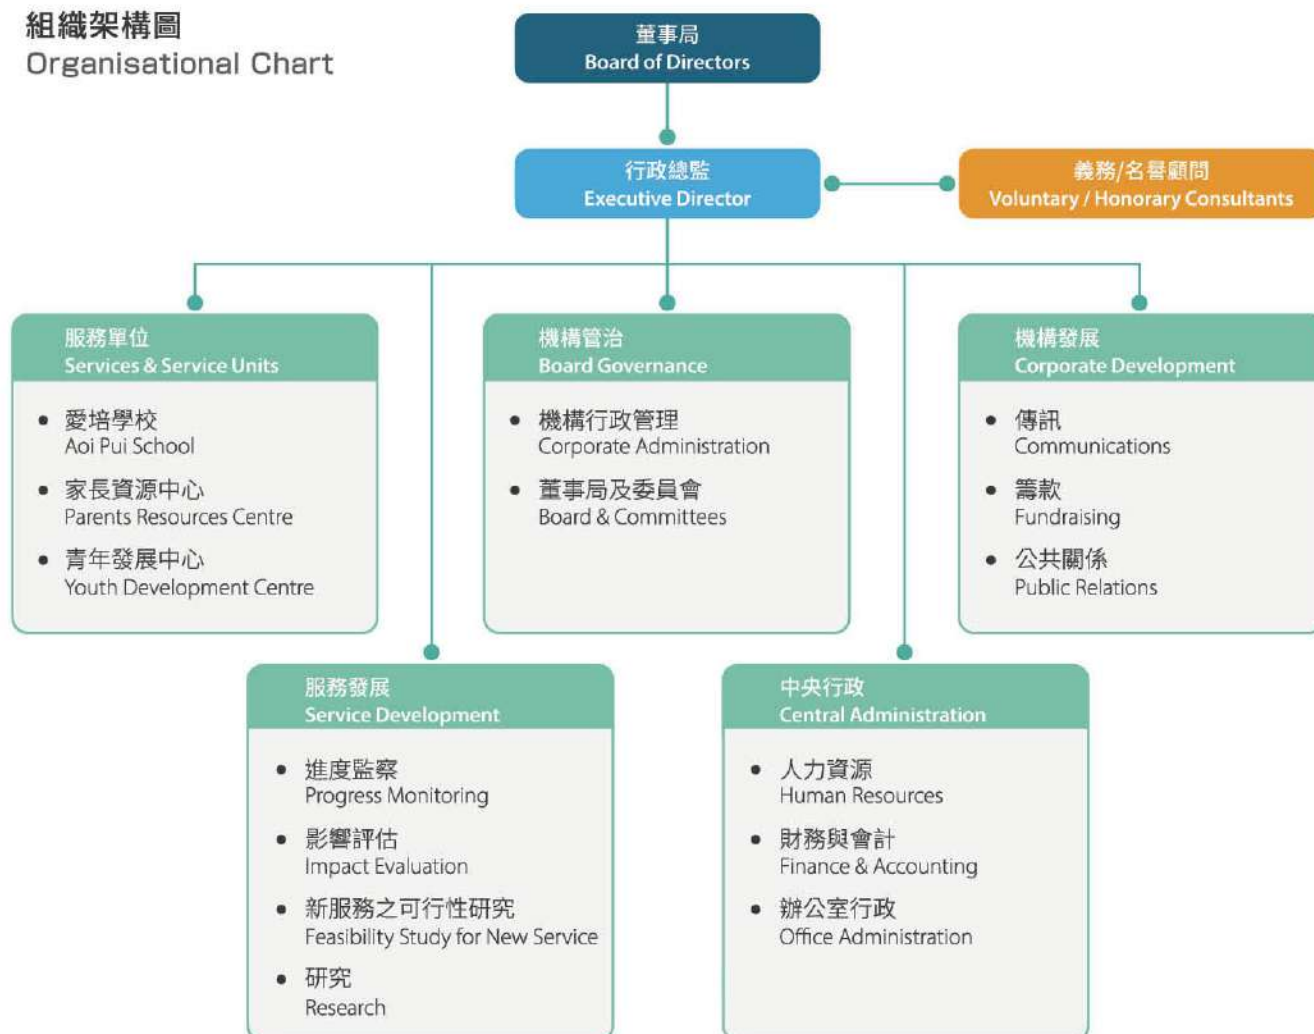 組織架構圖
Organisational Chart
董事局
Board of Directors
行政總監
Executive Director
義務/名譽顧問
Voluntary / Honorary Consultants
服務單位
Services & Service Units
• 愛培學校
Aoi Pui School
• 家長資源中心
Parents Resources Centre
• 青年發展中心
Youth Development Centre
機構管治
Board Governance
• 機構行政管理
Corporate Administration
• 董事局及委員會
Board & Committees
機構發展
Corporate Development
• 傳訊
Communications
• 籌款
Fundraising
• 公共關係
Public Relations
服務發展
Service Development
• 進度監察
Progress Monitoring
• 影響評估
Impact Evaluation
• 新服務之可行性研究
Feasibility Study for New Service
• 研究
Research
中央行政
Central Administration
• 人力資源
Human Resources
• 財務與會計
Finance & Accounting
• 辦公室行政
Office Administration